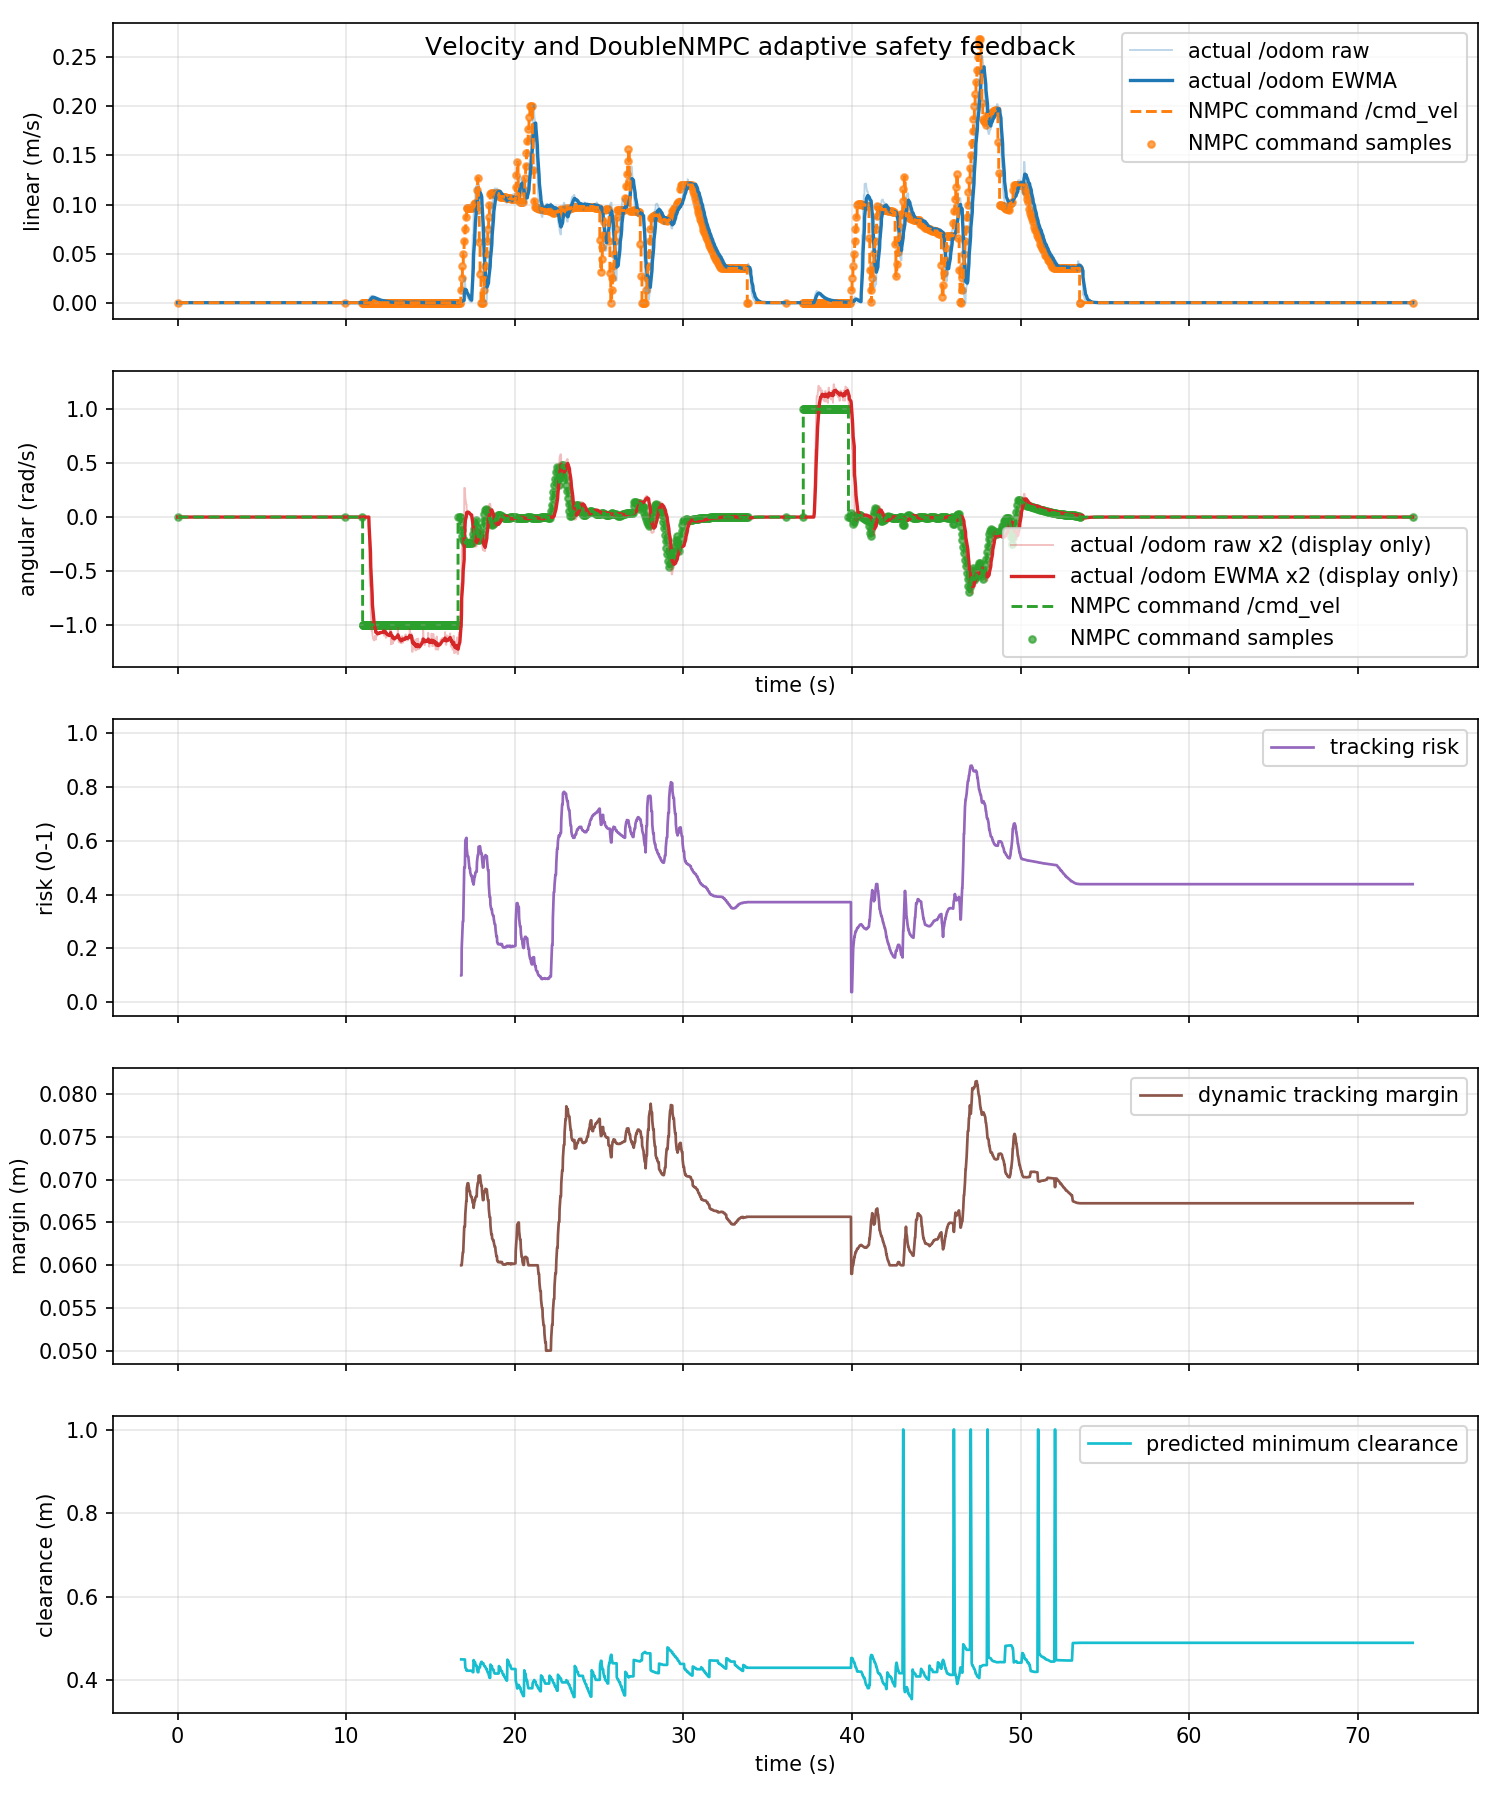 Velocity and DoubleNMPC adaptive safety feedback
linear (m/s)
0.25
0.20
0.15
0.10
0.05
0.00
actual /odom raw
actual /odom EWMA
NMPC command /cmd_vel
NMPC command samples
angular (rad/s)
1.0
0.5
0.0
−0.5
−1.0
actual /odom raw x2 (display only)
actual /odom EWMA x2 (display only)
NMPC command /cmd_vel
NMPC command samples
time (s)
risk (0-1)
1.0
0.8
0.6
0.4
0.2
0.0
tracking risk
margin (m)
0.080
0.075
0.070
0.065
0.060
0.055
0.050
dynamic tracking margin
clearance (m)
1.0
0.8
0.6
0.4
predicted minimum clearance
0 10 20 30 40 50 60 70
time (s)